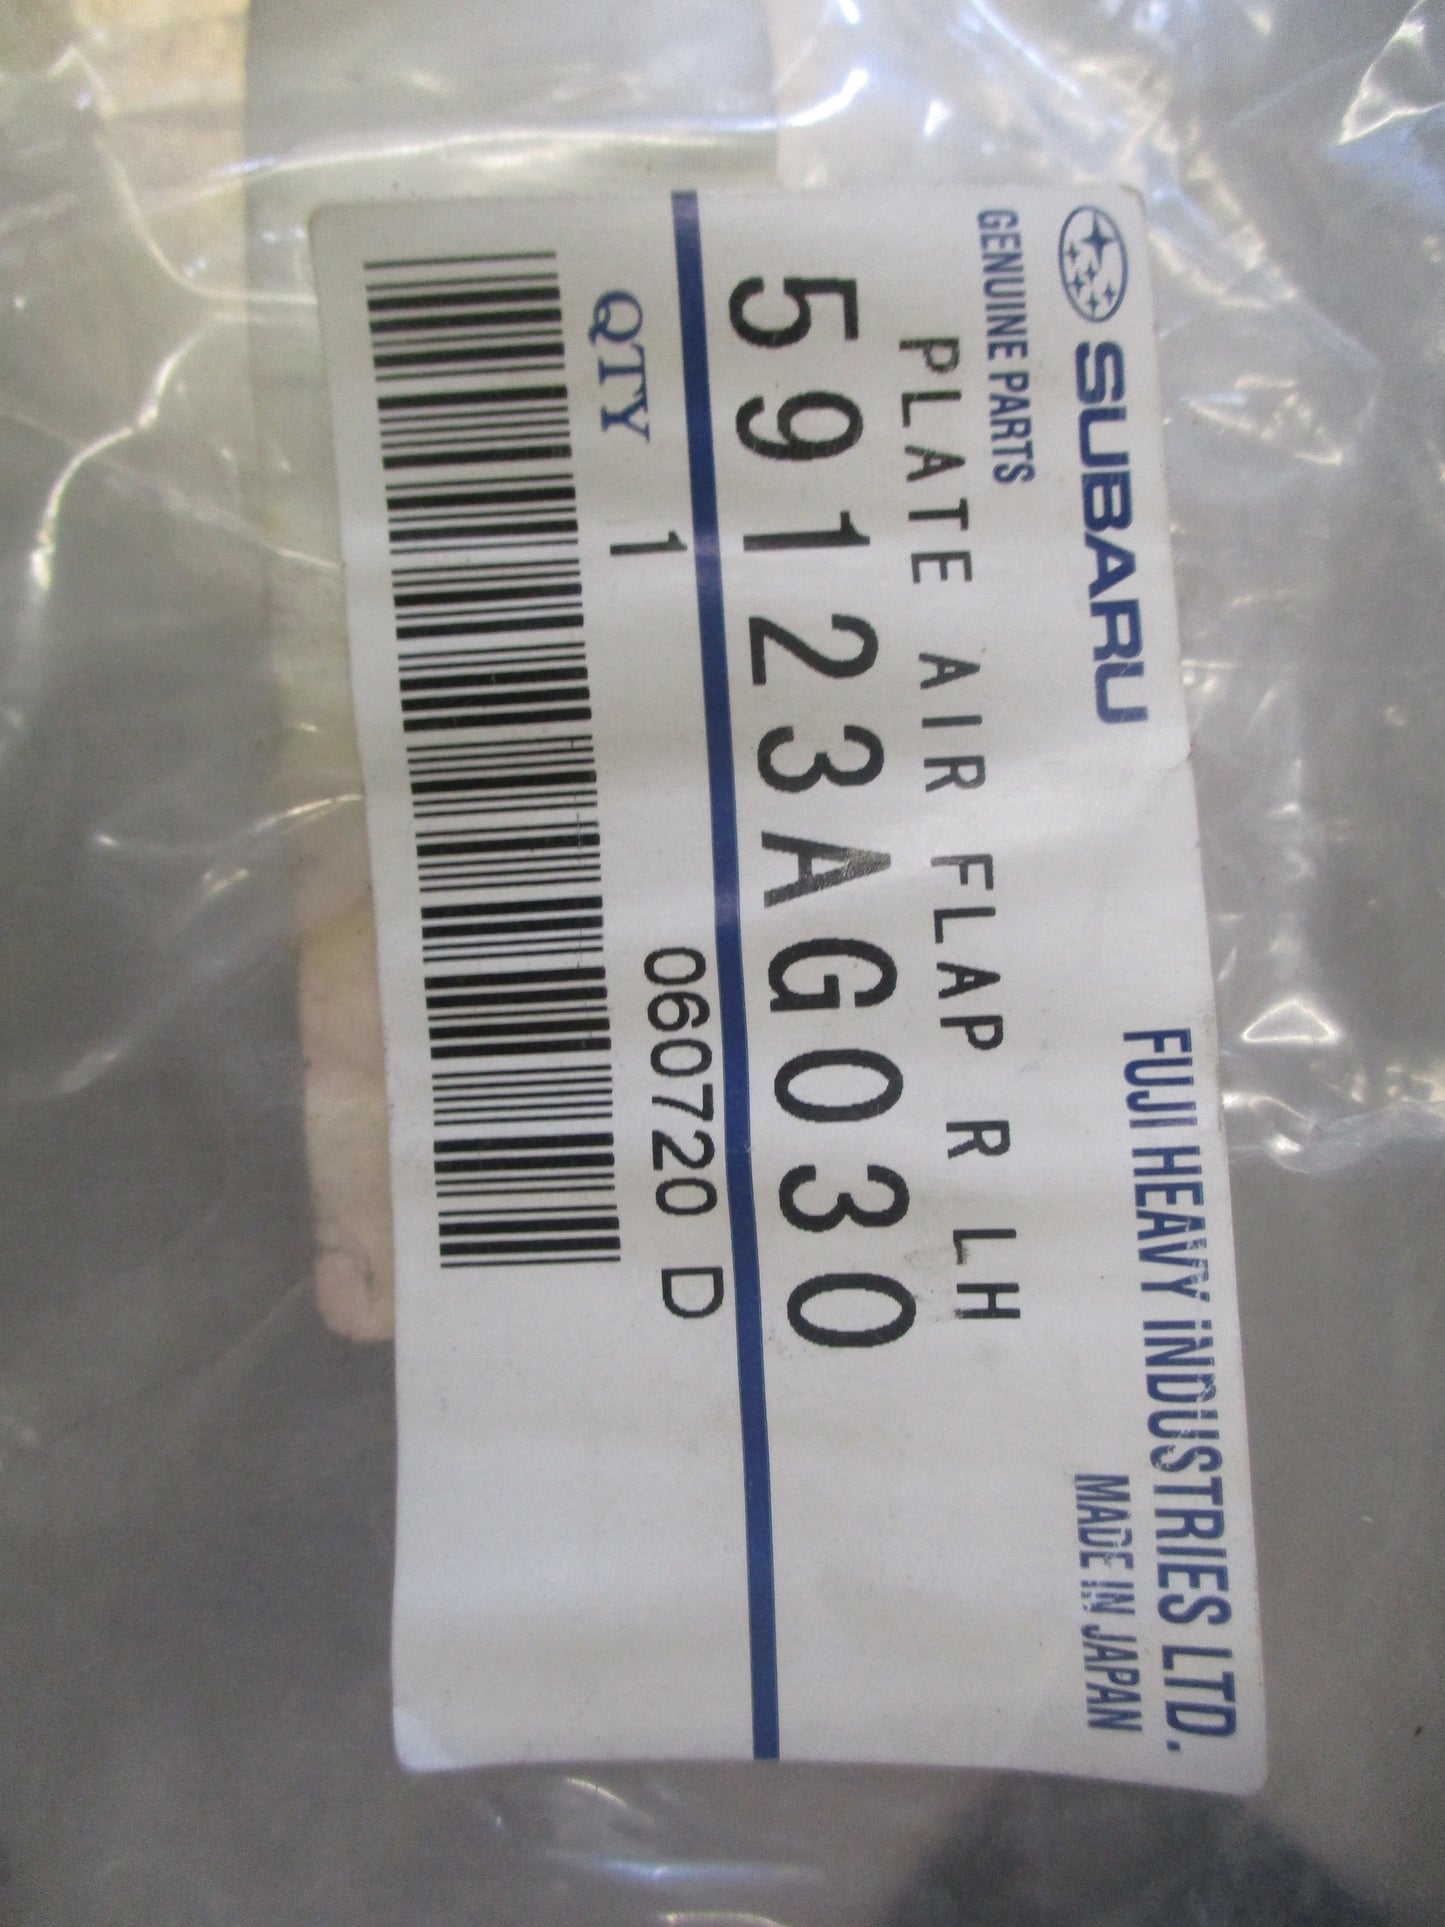 SUBARU
FUJI HEAVY INDUSTRIES LTD.
GENUINE PARTS
MADE IN JAPAN
PLATE AIR FLAP R LH
59123AG030
QTY 1 060720 D